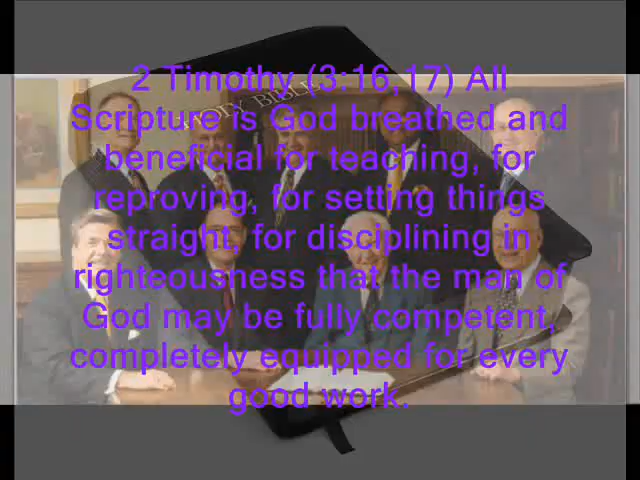 2 Timothy (3:16,17) All
Scripture is God breathed and
beneficial for teaching, for
reproving, for setting things
straight, for disciplining in
righteousness that the man of
God may be fully competent,
completely equipped for every
good work.
HOLY BIBLE